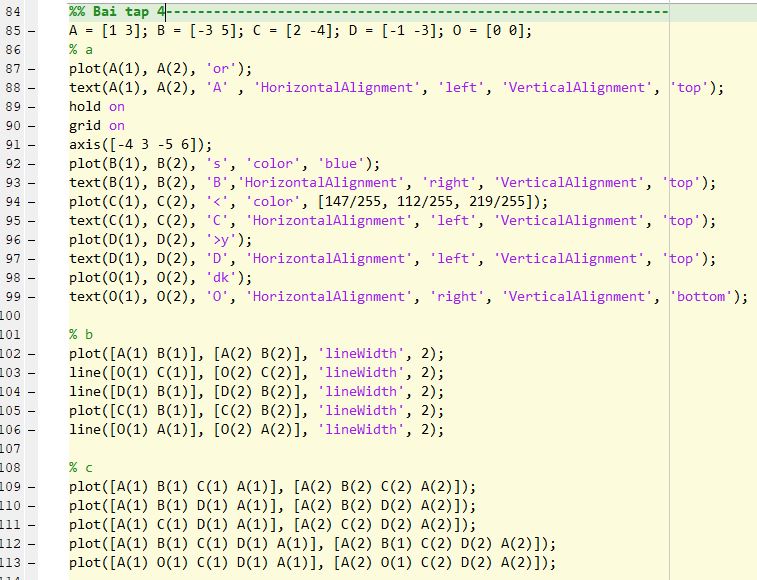 84 %% Bai tap 4----------------------------------------------------------------
85 – A = [1 3]; B = [-3 5]; C = [2 -4]; D = [-1 -3]; O = [0 0];
86 % a
87 – plot(A(1), A(2), 'or');
88 – text(A(1), A(2), 'A' , 'HorizontalAlignment', 'left', 'VerticalAlignment', 'top');
89 – hold on
90 – grid on
91 – axis([-4 3 -5 6]);
92 – plot(B(1), B(2), 's', 'color', 'blue');
93 – text(B(1), B(2), 'B','HorizontalAlignment', 'right', 'VerticalAlignment', 'top');
94 – plot(C(1), C(2), '<', 'color', [147/255, 112/255, 219/255]);
95 – text(C(1), C(2), 'C', 'HorizontalAlignment', 'left', 'VerticalAlignment', 'top');
96 – plot(D(1), D(2), '>y');
97 – text(D(1), D(2), 'D', 'HorizontalAlignment', 'left', 'VerticalAlignment', 'top');
98 – plot(O(1), O(2), 'dk');
99 – text(O(1), O(2), 'O', 'HorizontalAlignment', 'right', 'VerticalAlignment', 'bottom');
100
101 % b
102 – plot([A(1) B(1)], [A(2) B(2)], 'lineWidth', 2);
103 – line([O(1) C(1)], [O(2) C(2)], 'lineWidth', 2);
104 – line([D(1) B(1)], [D(2) B(2)], 'lineWidth', 2);
105 – plot([C(1) B(1)], [C(2) B(2)], 'lineWidth', 2);
106 – line([O(1) A(1)], [O(2) A(2)], 'lineWidth', 2);
107
108 % c
109 – plot([A(1) B(1) C(1) A(1)], [A(2) B(2) C(2) A(2)]);
110 – plot([A(1) B(1) D(1) A(1)], [A(2) B(2) D(2) A(2)]);
111 – plot([A(1) C(1) D(1) A(1)], [A(2) C(2) D(2) A(2)]);
112 – plot([A(1) B(1) C(1) D(1) A(1)], [A(2) B(1) C(2) D(2) A(2)]);
113 – plot([A(1) O(1) C(1) D(1) A(1)], [A(2) O(1) C(2) D(2) A(2)]);